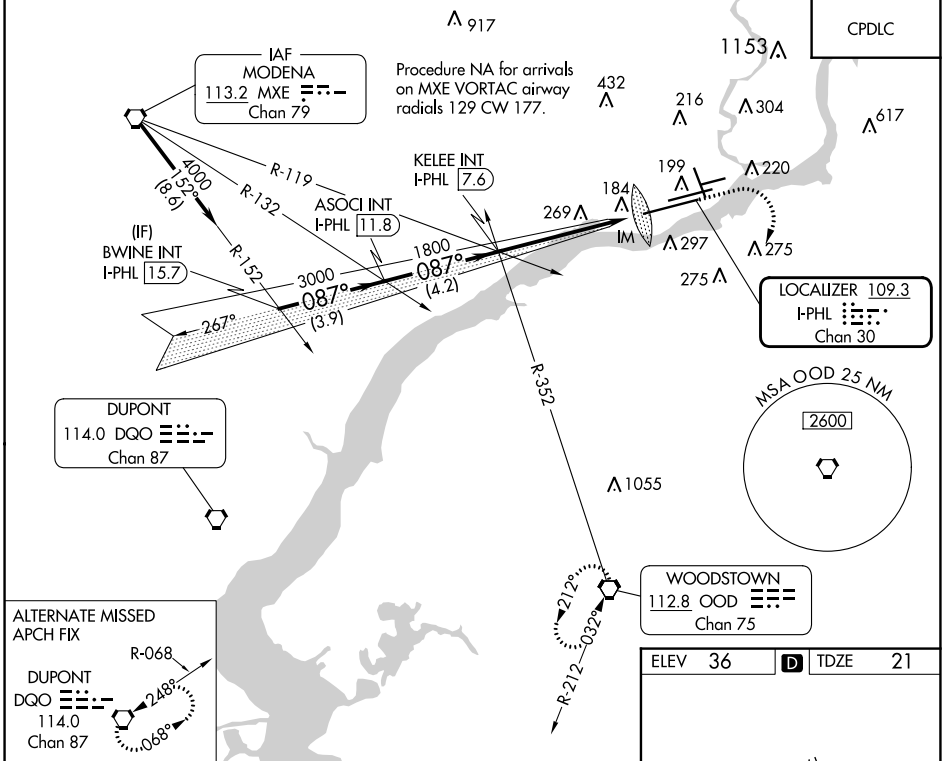 917
CPDLC
1153
IAF
MODENA
113.2 MXE
Chan 79
Procedure NA for arrivals
on MXE VORTAC airway
radials 129 CW 177.
432
216
304
617
KELEE INT
I-PHL 7.6
R-119
4000
152°
(8.6)
R-132
199
220
184
ASOCI INT
I-PHL 11.8
269
IM
297
275
275
(IF)
BWINE INT
I-PHL 15.7
R-152
1800
3000
087°
(4.2)
087°
(3.9)
267°
LOCALIZER 109.3
I-PHL
Chan 30
R-352
MSA OOD 25 NM
2600
DUPONT
114.0 DQO
Chan 87
1055
WOODSTOWN
112.8 OOD
Chan 75
212°
032°
R-212
ALTERNATE MISSED
APCH FIX
R-068
DUPONT
DQO
114.0
Chan 87
248°
068°
ELEV 36 D TDZE 21